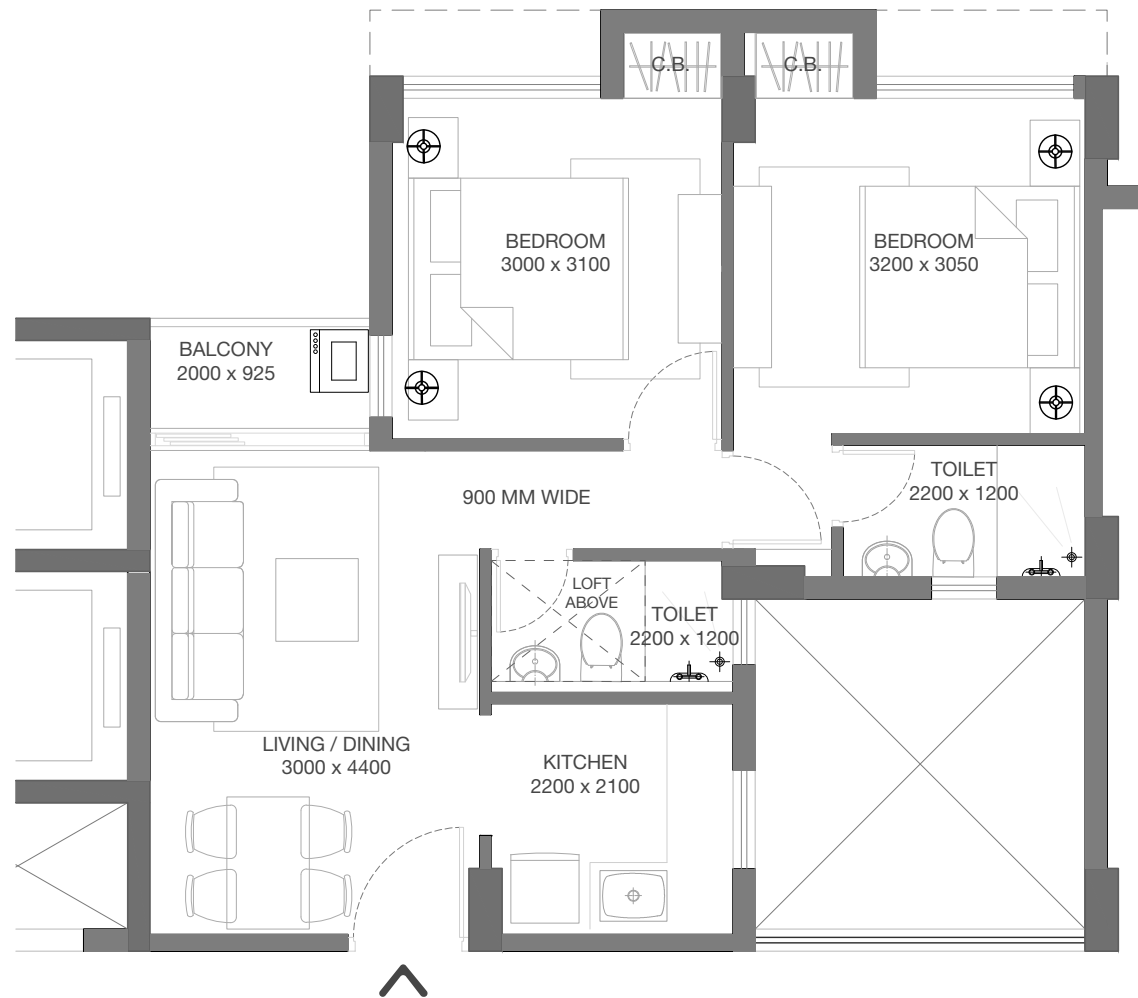 C.B.
C.B.
BEDROOM
3000 x 3100
BEDROOM
3200 x 3050
BALCONY
2000 x 925
900 MM WIDE
TOILET
2200 x 1200
LOFT
ABOVE
TOILET
2200 x 1200
LIVING / DINING
3000 x 4400
KITCHEN
2200 x 2100